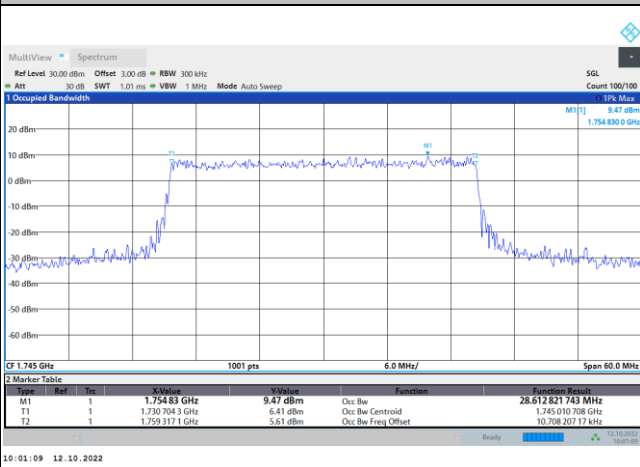 MultiView Spectrum
Ref Level 30.00 dBm Offset 3.00 dB RBW 300 kHz SGL
Att 30 dB SWT 1.01 ms VBW 1 MHz Mode Auto Sweep Count 100/100
1 Occupied Bandwidth 1Pk Max
M1[1] 9.47 dBm
1.754 830 0 GHz
20 dBm
M1
10 dBm
T1
0 dBm
-10 dBm
-20 dBm
-30 dBm
-40 dBm
-50 dBm
-60 dBm
CF 1.745 GHz 1001 pts 6.0 MHz/ Span 60.0 MHz
2 Marker Table
Type Ref Trc X-Value Y-Value Function Function Result
M1 1 1.754 83 GHz 9.47 dBm Occ Bw 28.612 821 743 MHz
T1 1 1.730 704 3 GHz 6.41 dBm Occ Bw Centroid 1.745 010 708 GHz
T2 1 1.759 317 1 GHz 5.61 dBm Occ Bw Freq Offset 10.708 207 17 kHz
Ready 12.10.2022
10:01:09
10:01:09 12.10.2022